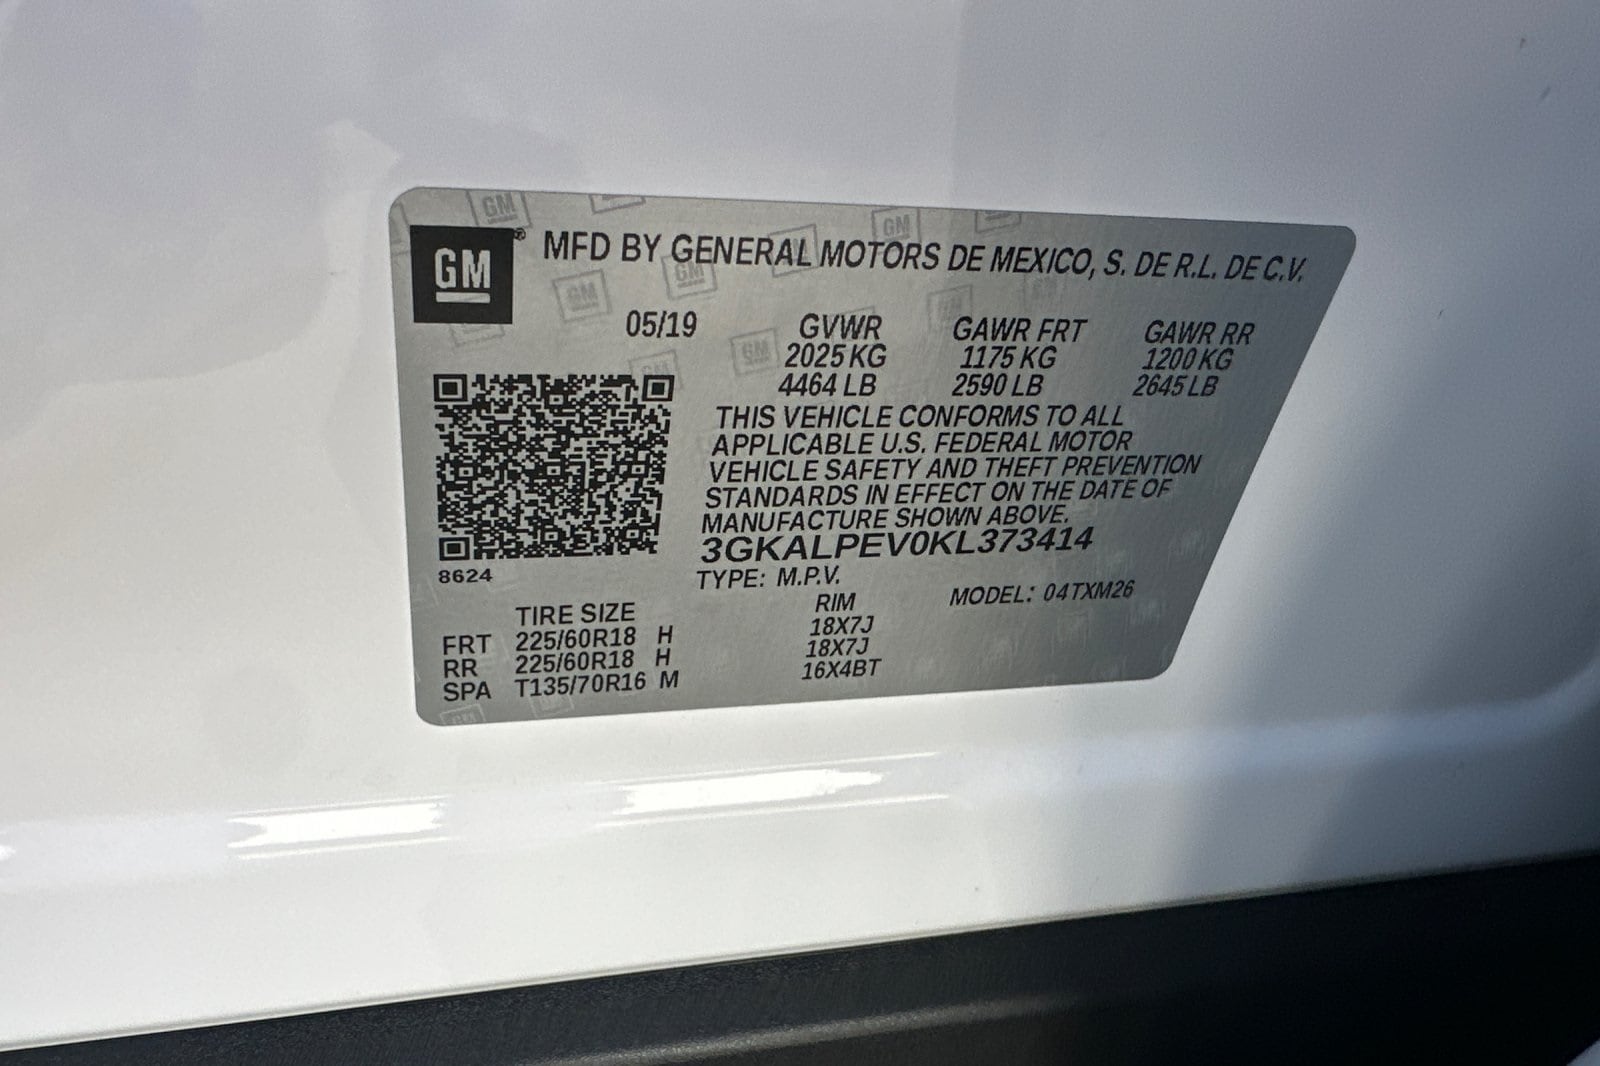 GM® MFD BY GENERAL MOTORS DE MEXICO, S. DE R.L. DE C.V.
05/19 GVWR GAWR FRT GAWR RR
2025 KG 1175 KG 1200 KG
4464 LB 2590 LB 2645 LB
THIS VEHICLE CONFORMS TO ALL
APPLICABLE U.S. FEDERAL MOTOR
VEHICLE SAFETY AND THEFT PREVENTION
STANDARDS IN EFFECT ON THE DATE OF
MANUFACTURE SHOWN ABOVE.
3GKALPEV0KL373414
8624 TYPE: M.P.V. MODEL: 04TXM26
TIRE SIZE RIM
FRT 225/60R18 H 18X7J
RR 225/60R18 H 18X7J
SPA T135/70R16 M 16X4BT